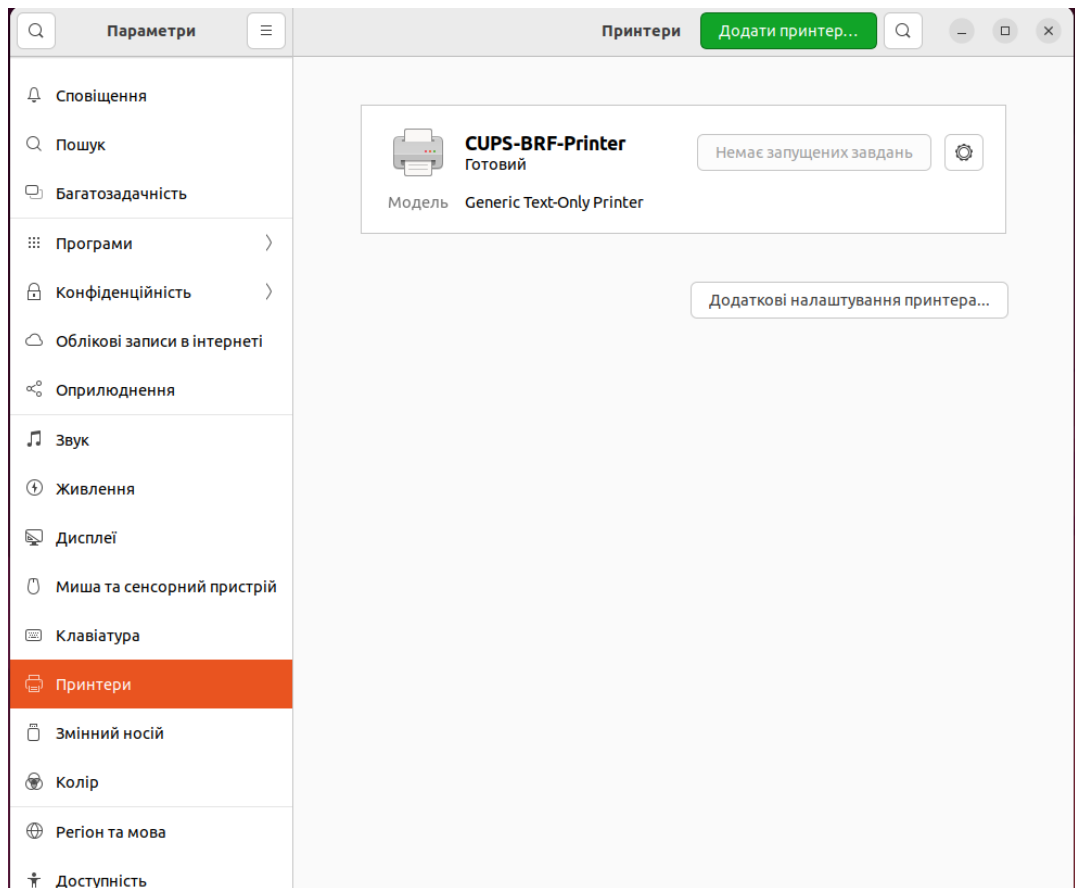 Параметри
Принтери
Додати принтер...
Сповіщення
Пошук
Багатозадачність
Програми
Конфіденційність
Облікові записи в інтернеті
Оприлюднення
Звук
Живлення
Дисплеї
Миша та сенсорний пристрій
Клавіатура
Принтери
Змінний носій
Колір
Регіон та мова
Доступність
CUPS-BRF-Printer
Готовий
Немає запущених завдань
Модель Generic Text-Only Printer
Додаткові налаштування принтера...